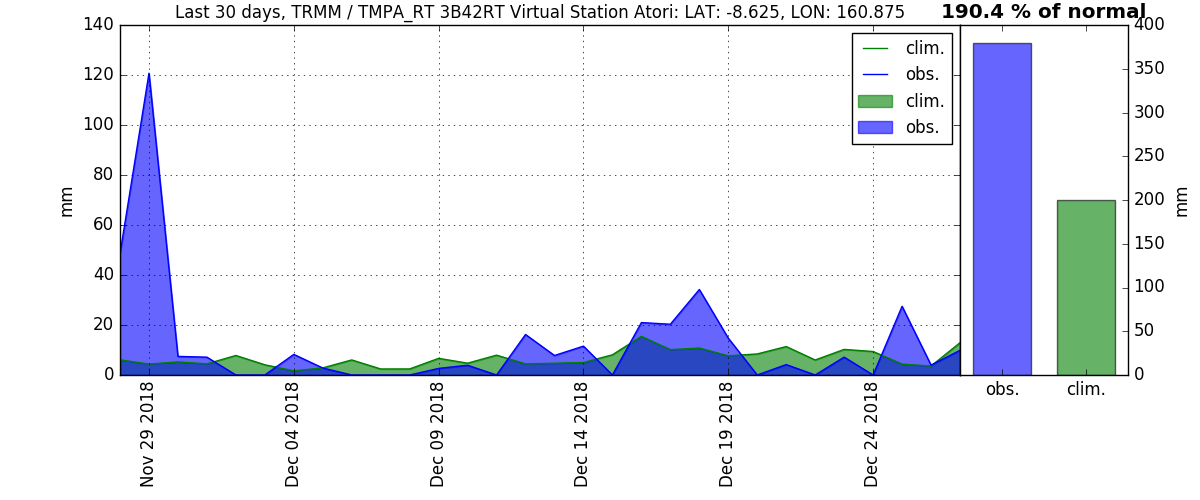 Last 30 days, TRMM / TMPA_RT 3B42RT Virtual Station Atori: LAT: -8.625, LON: 160.875
190.4 % of normal
140
120
100
80
60
40
20
0
mm
clim.
obs.
clim.
obs.
Nov 29 2018
Dec 04 2018
Dec 09 2018
Dec 14 2018
Dec 19 2018
Dec 24 2018
400
350
300
250
200
150
100
50
0
mm
obs.
clim.